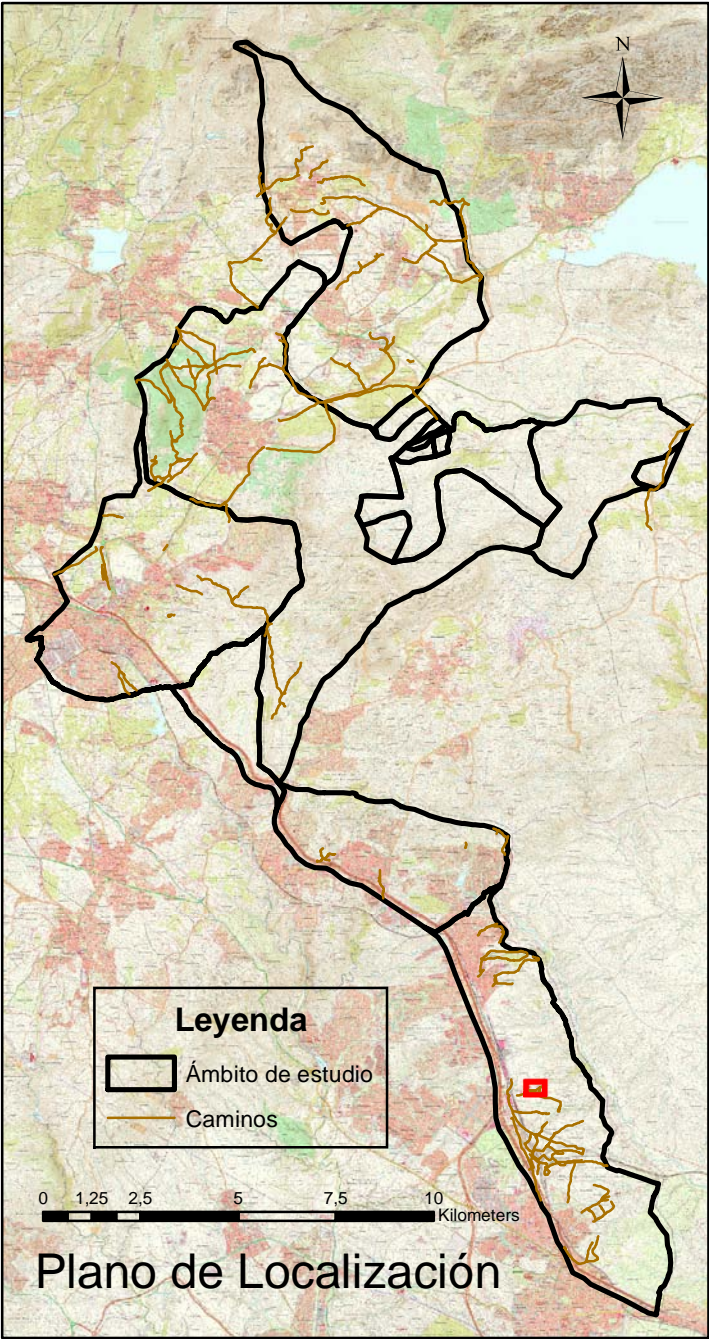 N
Leyenda
Ámbito de estudio
Caminos
0 1,25 2,5 5 7,5 10
Kilometers
Plano de Localización